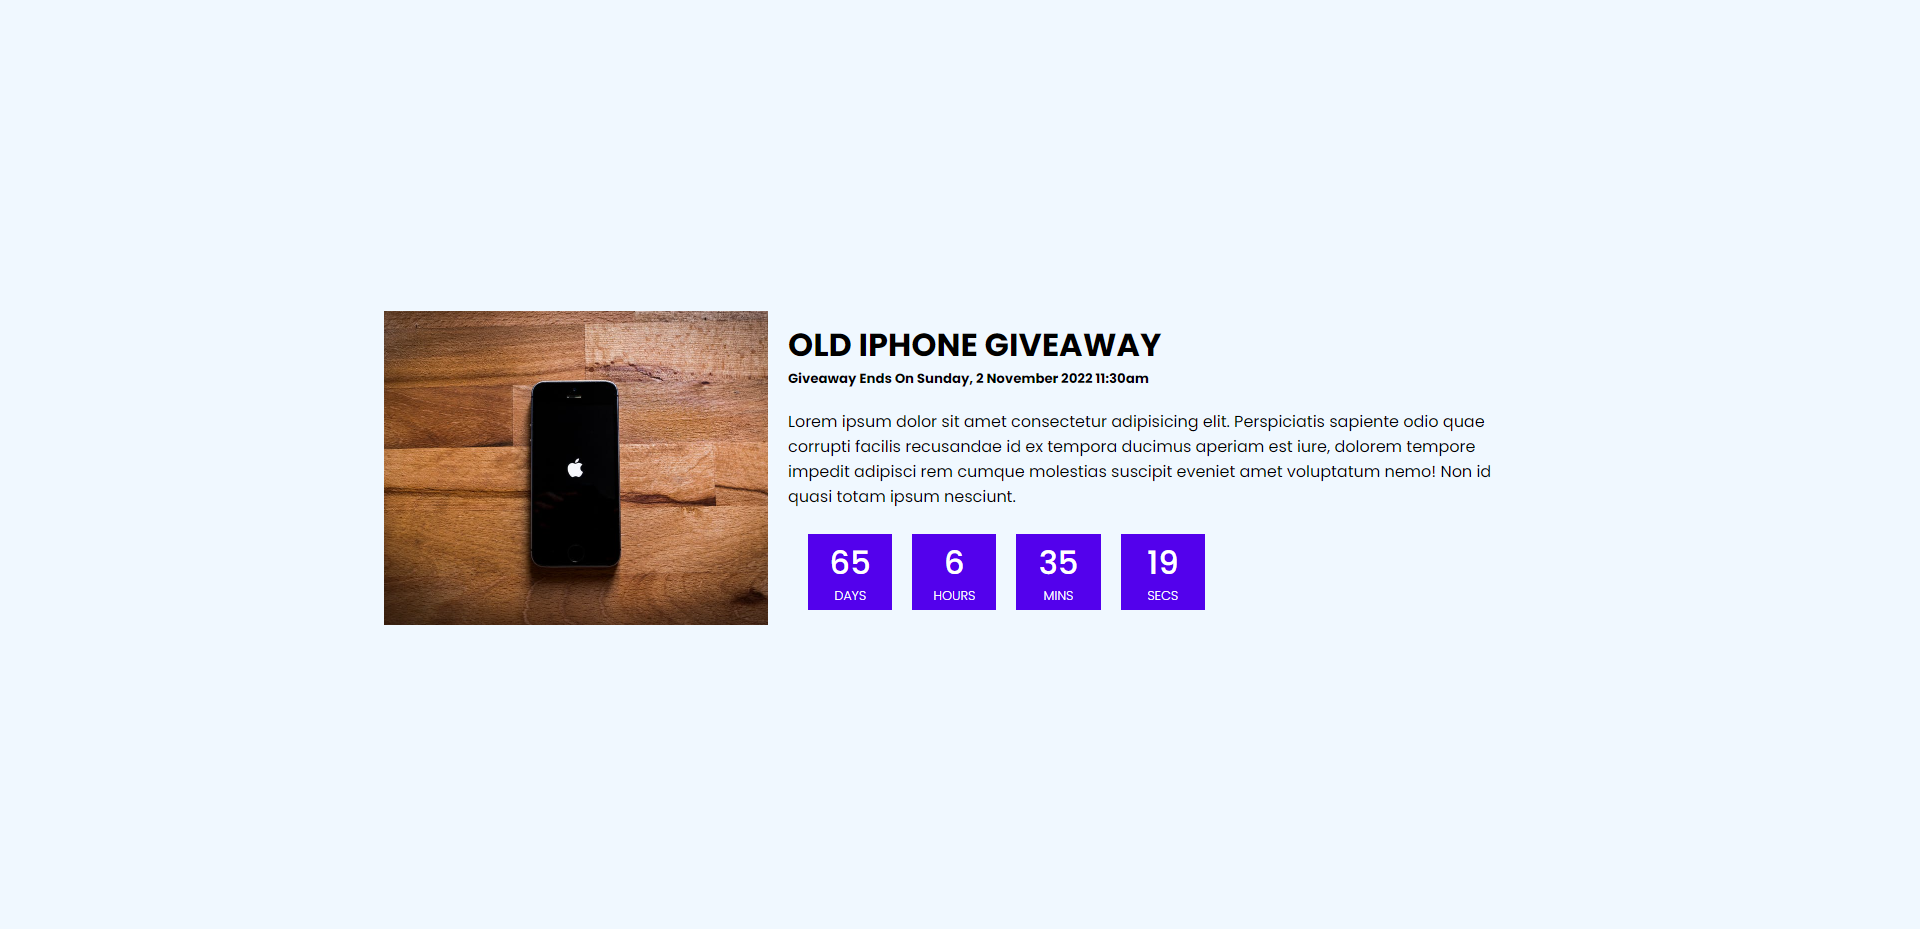 OLD IPHONE GIVEAWAY
Giveaway Ends On Sunday, 2 November 2022 11:30am
Lorem ipsum dolor sit amet consectetur adipisicing elit. Perspiciatis sapiente odio quae
corrupti facilis recusandae id ex tempora ducimus aperiam est iure, dolorem tempore
impedit adipisci rem cumque molestias suscipit eveniet amet voluptatum nemo! Non id
quasi totam ipsum nesciunt.
65 6 35 19
DAYS HOURS MINS SECS